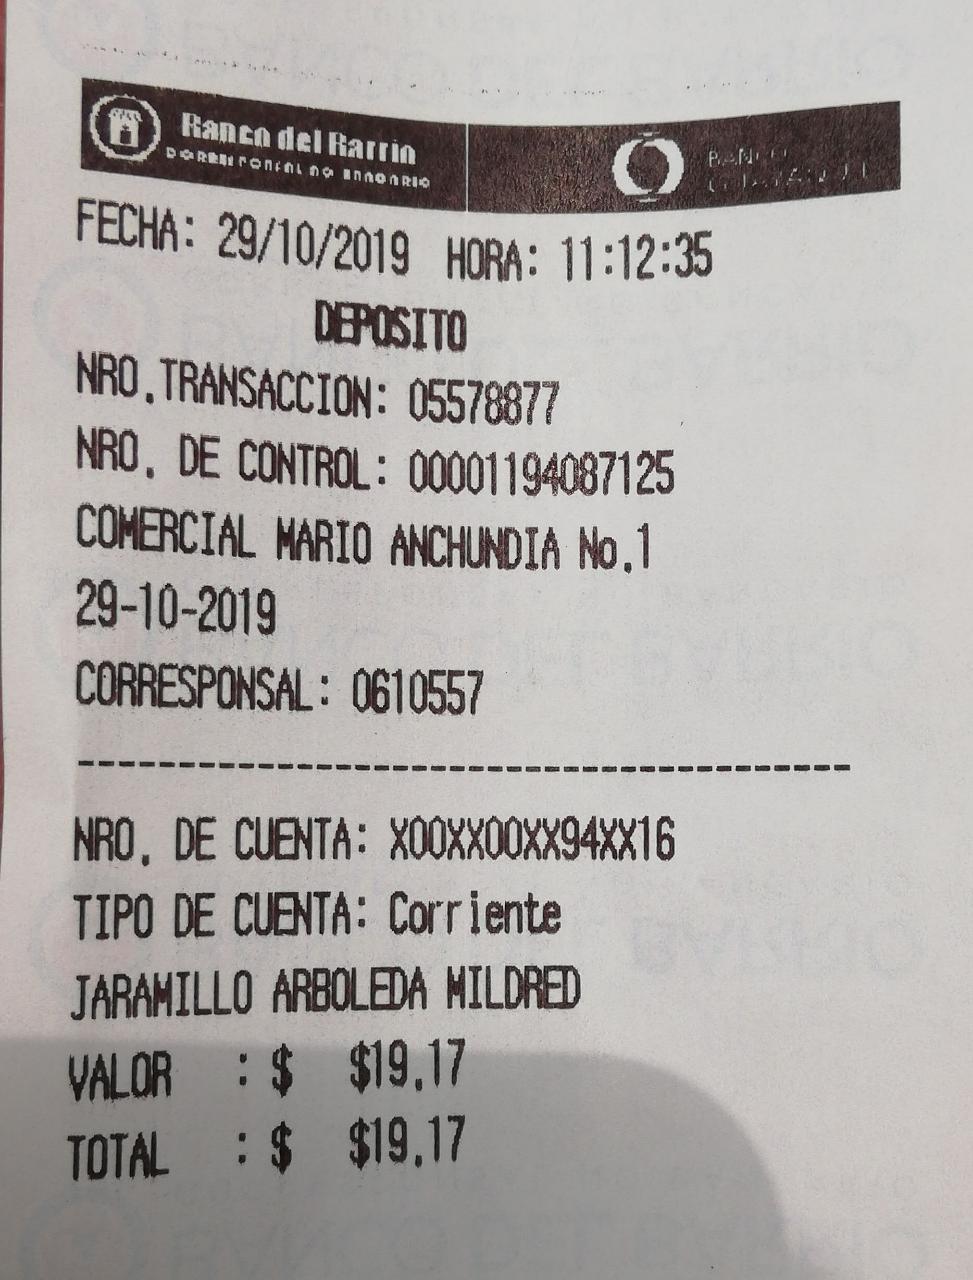 Banco del Barrio
CORRESPONSAL NO BANCARIO
BANCO
FECHA: 29/10/2019 HORA: 11:12:35
DEPOSITO
NRO.TRANSACCION: 05578877
NRO. DE CONTROL: 00001194087125
COMERCIAL MARIO ANCHUNDIA No.1
29-10-2019
CORRESPONSAL: 0610557
----------------------------------------
NRO. DE CUENTA: X00XX00XX94XX16
TIPO DE CUENTA: Corriente
JARAMILLO ARBOLEDA MILDRED
VALOR : $ $19.17
TOTAL : $ $19.17